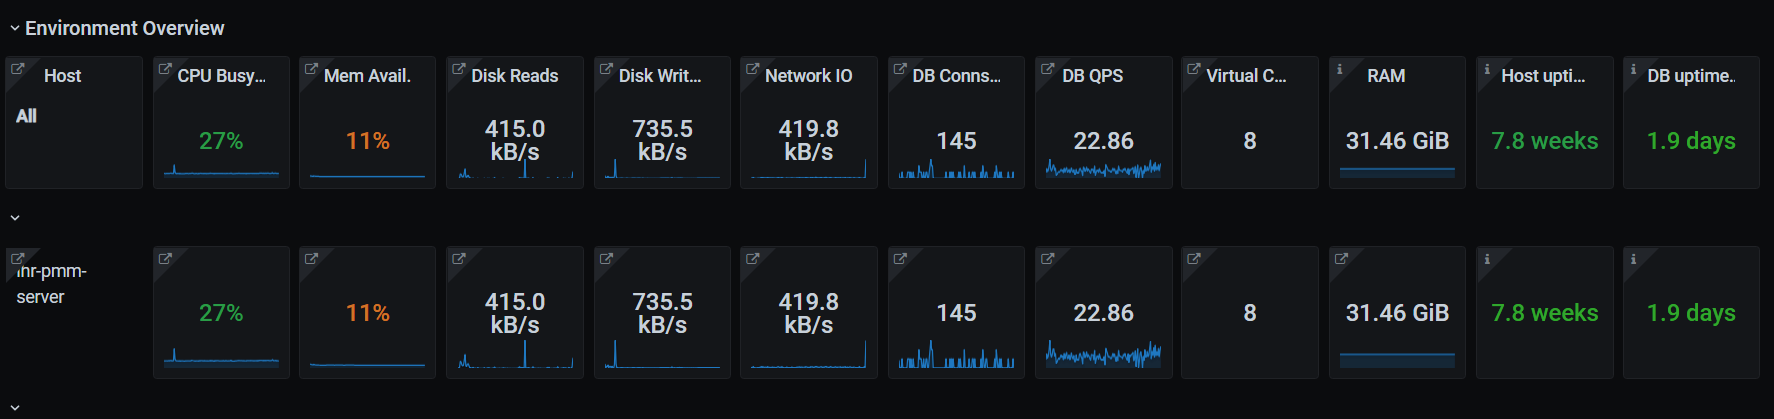 Environment Overview
Host CPU Busy... Mem Avail. Disk Reads Disk Writ... Network IO DB Conns... DB QPS Virtual C... RAM Host upti... DB uptime..
All
27% 11% 415.0 kB/s 735.5 kB/s 419.8 kB/s 145 22.86 8 31.46 GiB 7.8 weeks 1.9 days
lhr-pmm-
server
27% 11% 415.0 kB/s 735.5 kB/s 419.8 kB/s 145 22.86 8 31.46 GiB 7.8 weeks 1.9 days